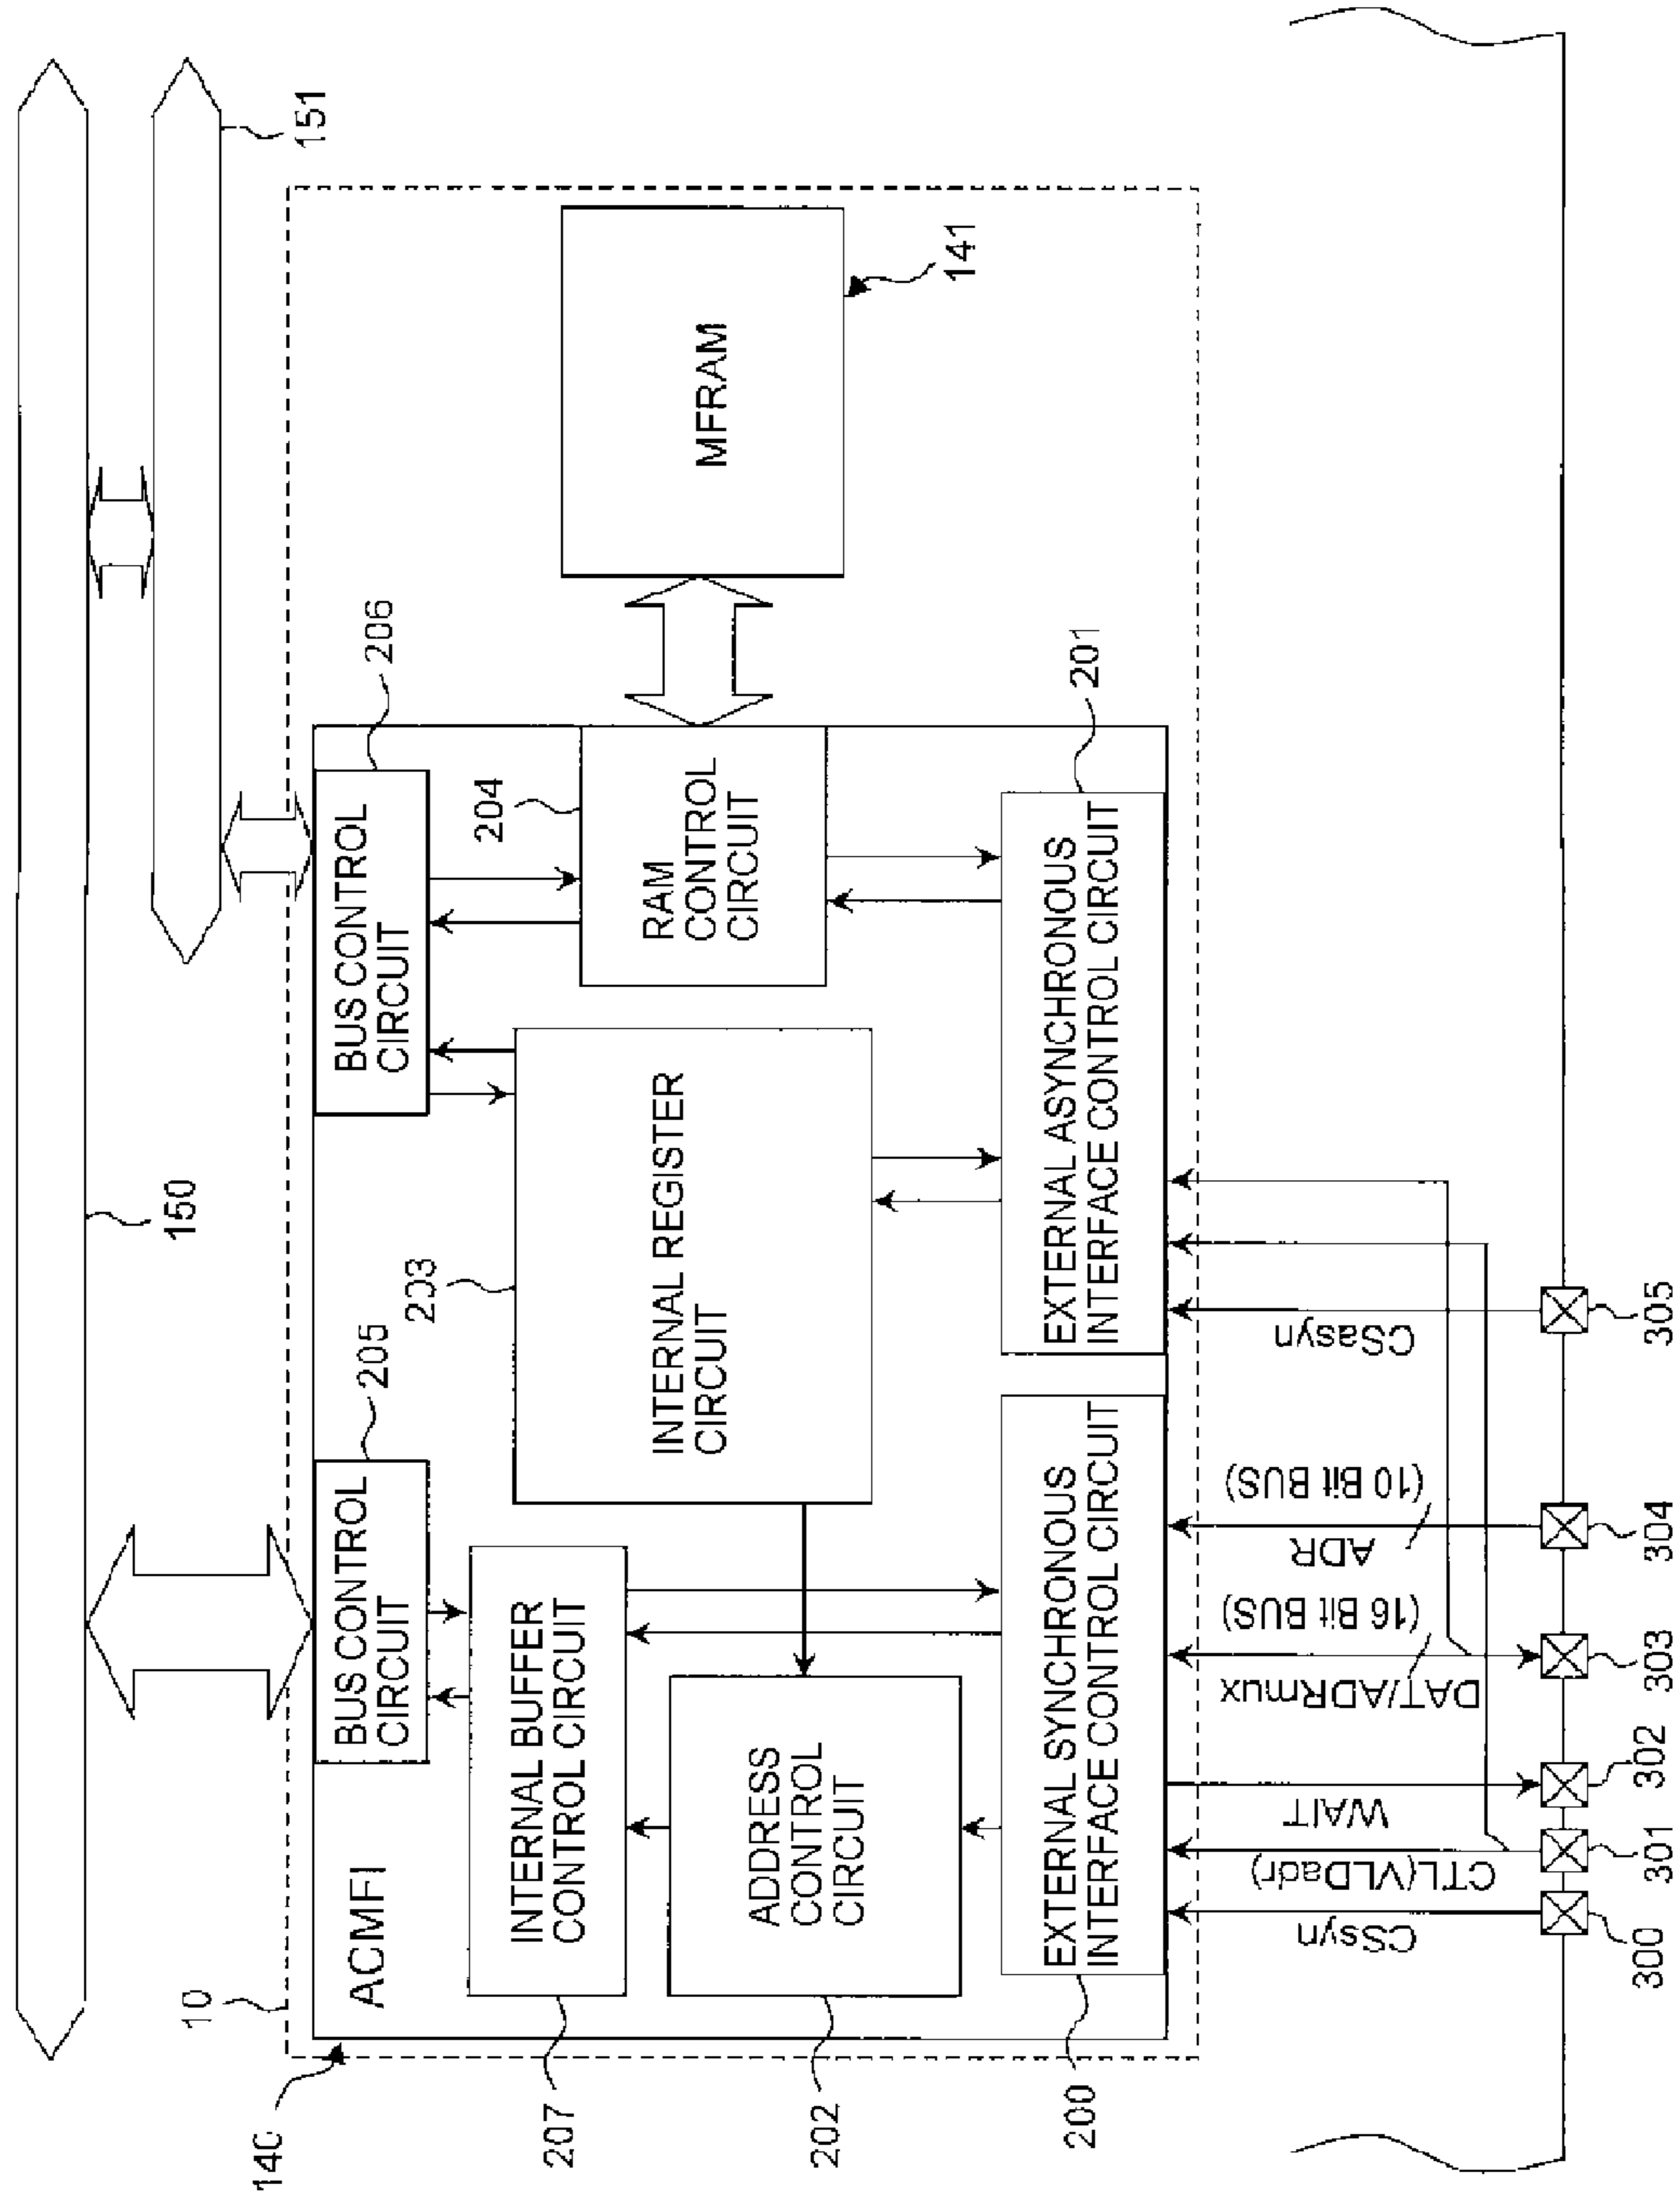 150
151
10
140
ACMFI
BUS CONTROL
CIRCUIT
205
BUS CONTROL
CIRCUIT
206
INTERNAL BUFFER
CONTROL CIRCUIT
207
INTERNAL REGISTER
CIRCUIT
203
RAM
CONTROL
CIRCUIT
204
MFRAM
141
ADDRESS
CONTROL
CIRCUIT
202
EXTERNAL SYNCHRONOUS
INTERFACE CONTROL CIRCUIT
200
EXTERNAL ASYNCHRONOUS
INTERFACE CONTROL CIRCUIT
201
CSsyn
CTL(VLDadr)
WAIT
DAT/ADRmux
(16 Bit BUS)
ADR
(10 Bit BUS)
CSasyn
300
301
302
303
304
305